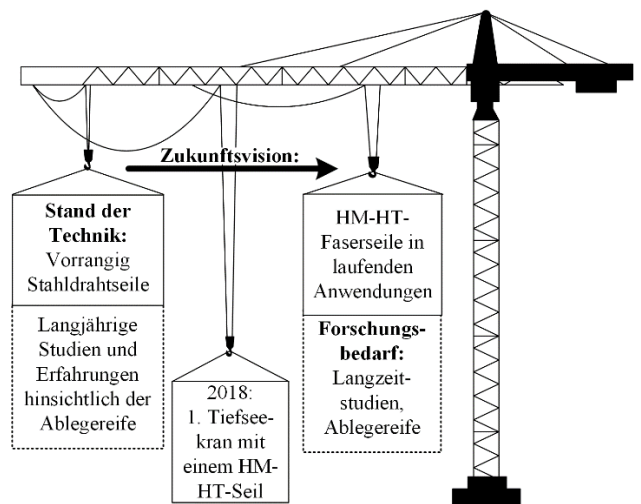 Zukunftsvision:
Stand der
Technik:
Vorrangig
Stahldrahtseile
Langjährige
Studien und
Erfahrungen
hinsichtlich der
Ablegereife
2018:
1. Tiefsee-
kran mit
einem HM-
HT-Seil
HM-HT-
Faserseile in
laufenden
Anwendungen
Forschungs-
bedarf:
Langzeit-
studien,
Ablegereife